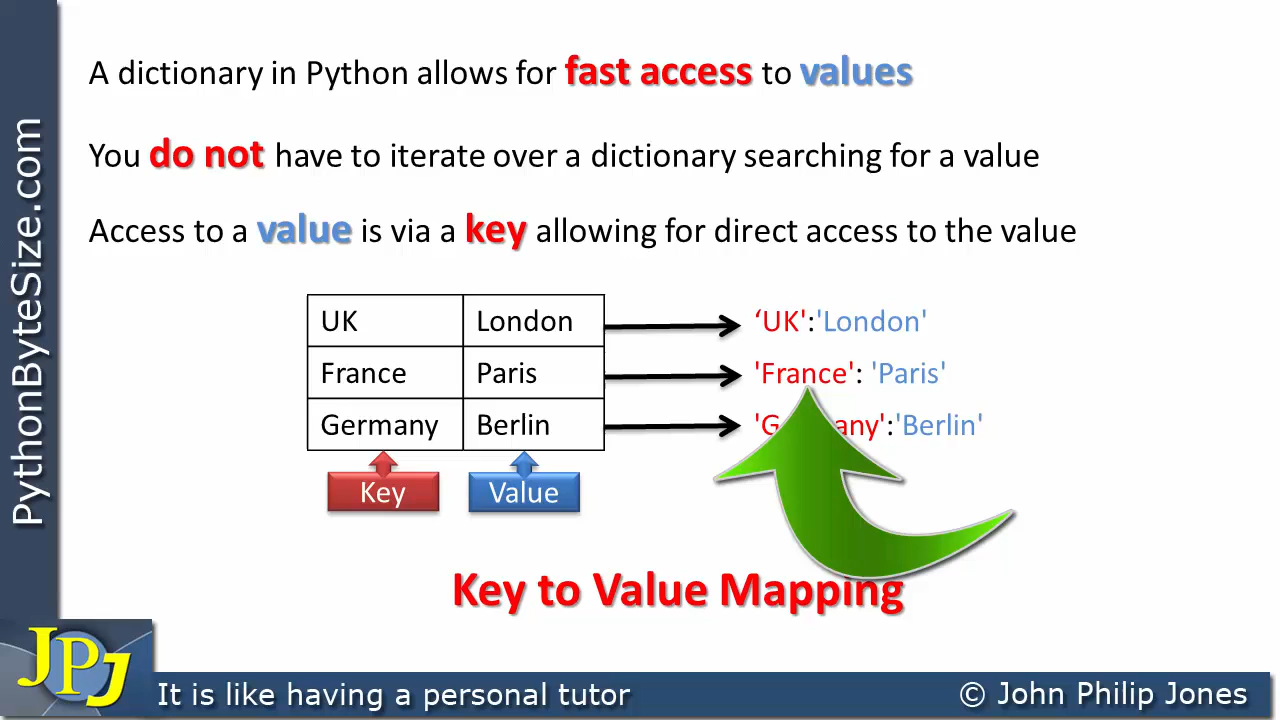 A dictionary in Python allows for fast access to values
You do not have to iterate over a dictionary searching for a value
Access to a value is via a key allowing for direct access to the value
UK London ‘UK':'London'
France Paris 'France': 'Paris'
Germany Berlin :'Berlin'
Key Value
Key to Value Mapping
PythonByteSize.com
JPJ
It is like having a personal tutor
© John Philip Jones